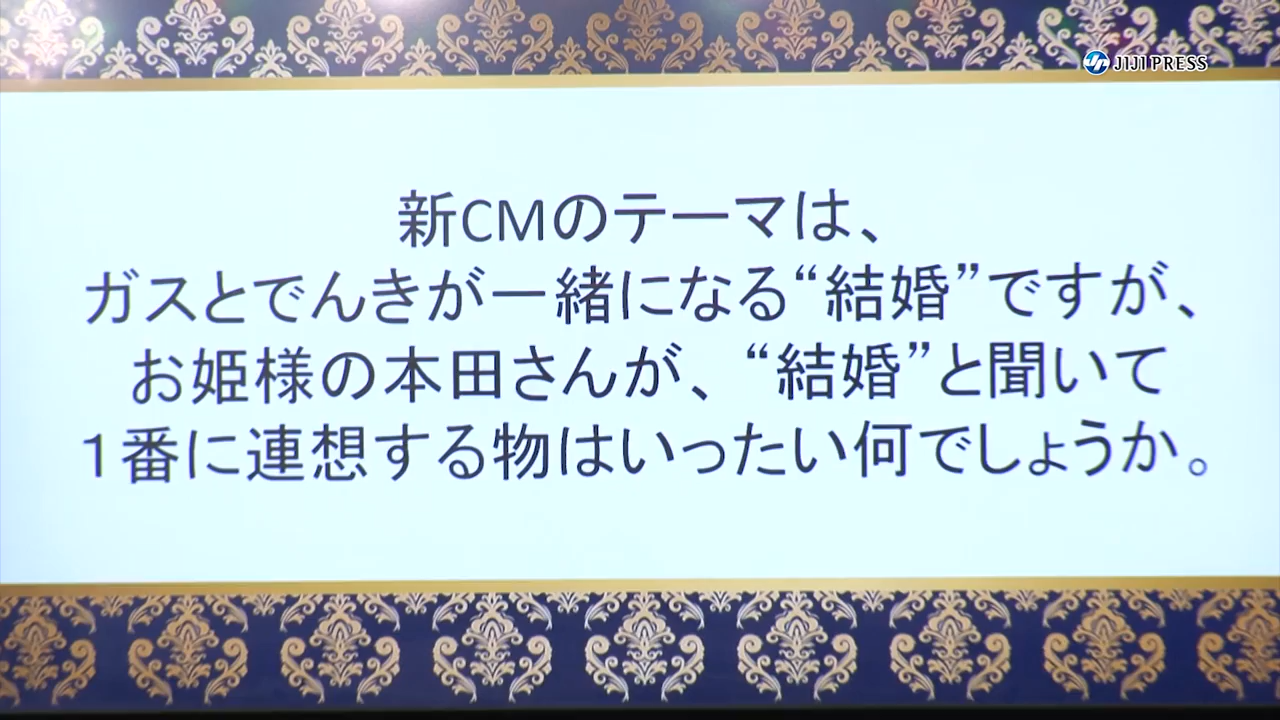 JIJI PRESS
新CMのテーマは、
ガスとでんきが一緒になる“結婚”ですが、
お姫様の本田さんが、“結婚”と聞いて
１番に連想する物はいったい何でしょうか。